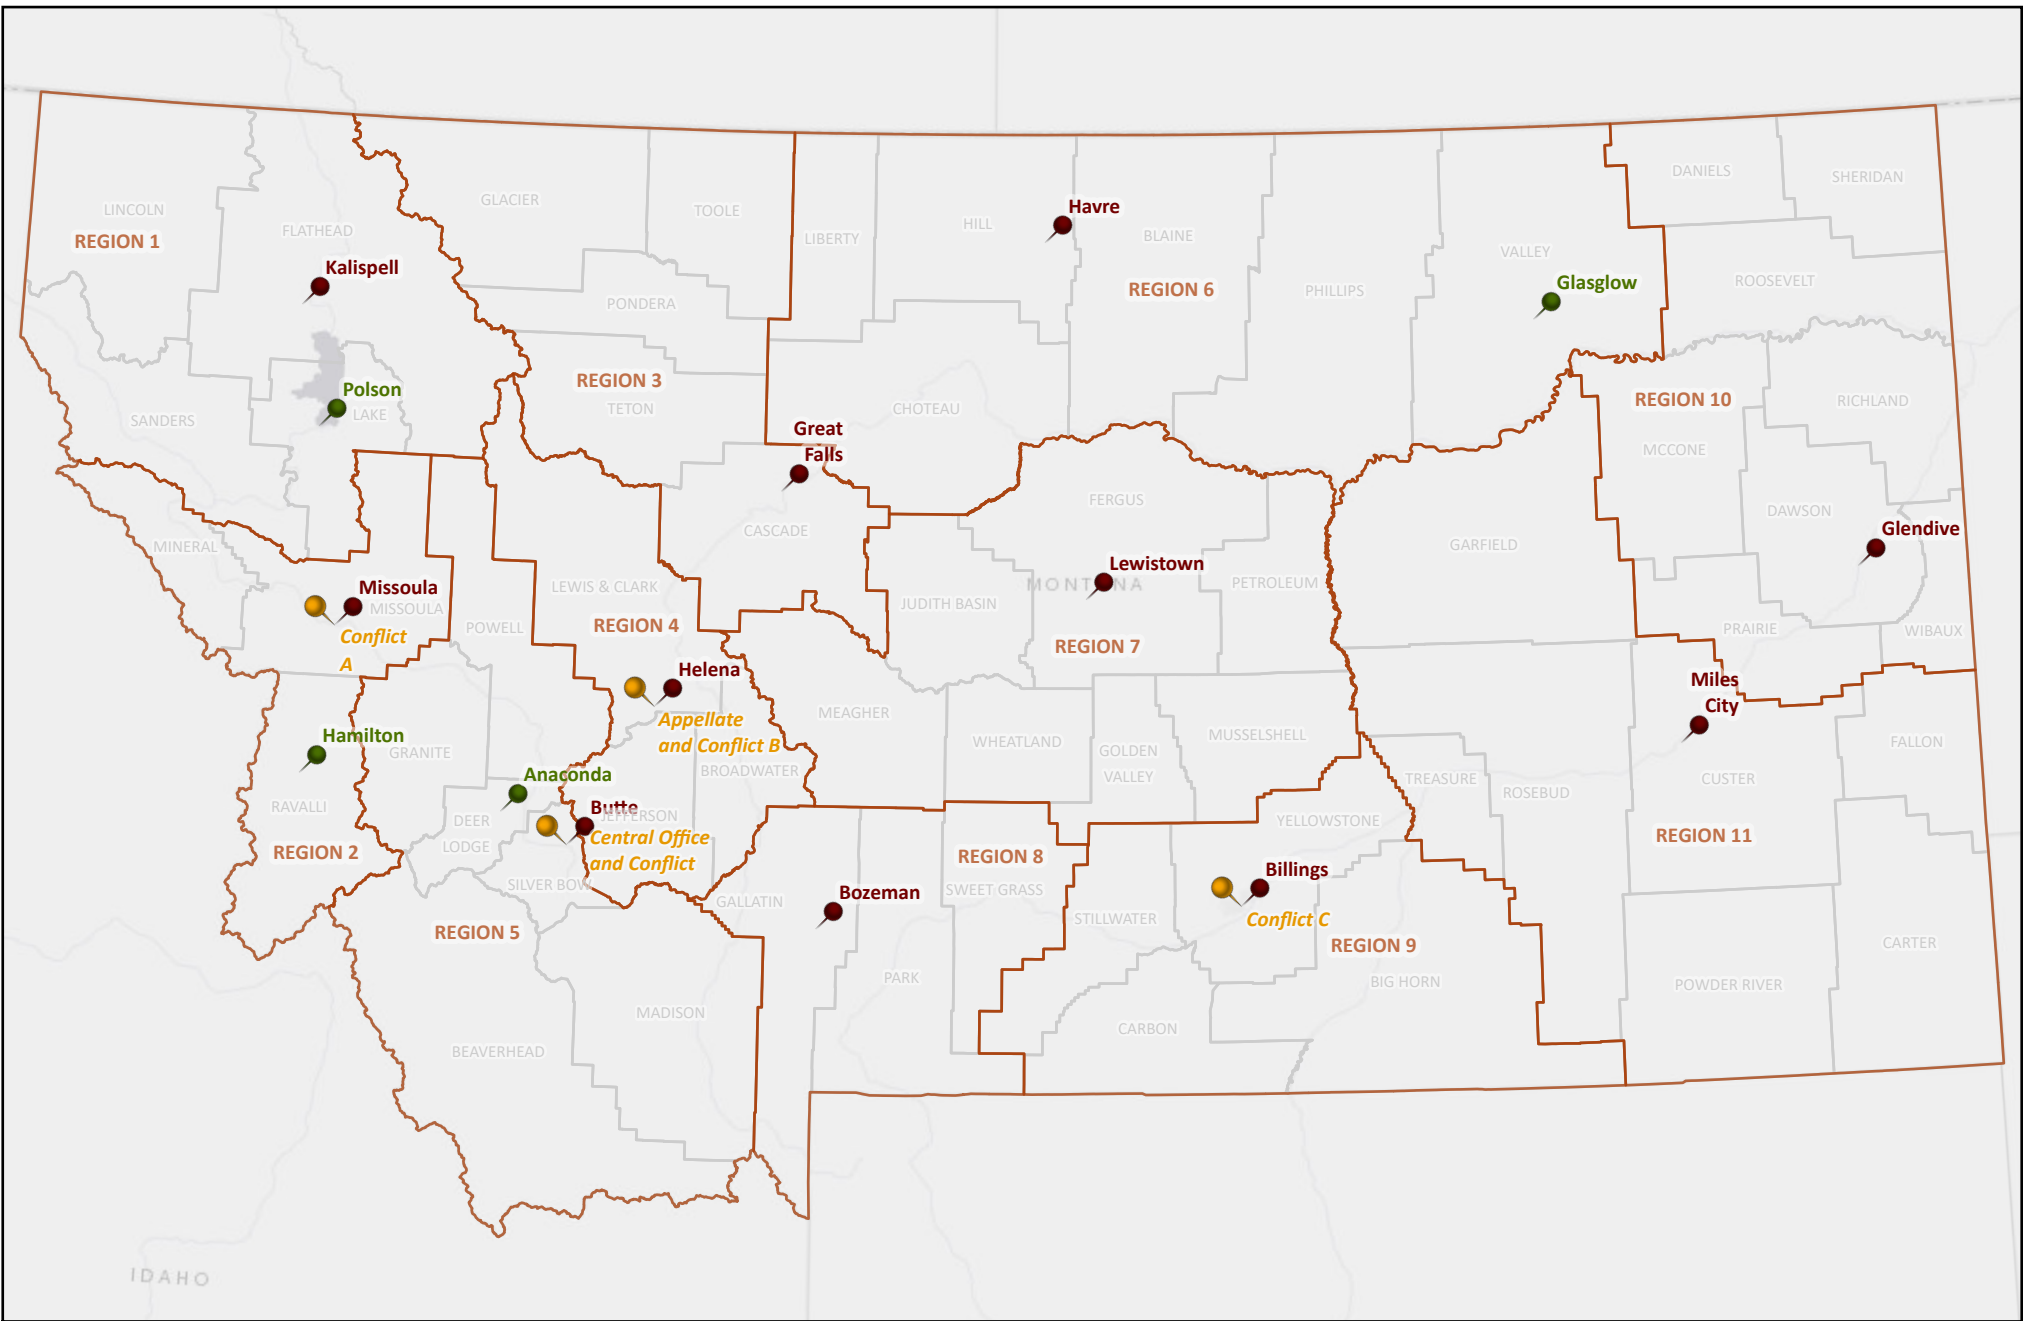 LINCOLN
REGION 1
FLATHEAD
Kalispell
GLACIER
TOOLE
LIBERTY
HILL
Havre
BLAINE
REGION 6
PHILLIPS
VALLEY
Glasglow
DANIELS
SHERIDAN
ROOSEVELT
PONDERA
REGION 3
TETON
Polson
LAKE
SANDERS
CHOTEAU
Great
Falls
CASCADE
REGION 10
MCCONE
RICHLAND
DAWSON
Glendive
FERGUS
Lewistown
MONTANA
PETROLEUM
JUDITH BASIN
REGION 7
GARFIELD
PRAIRIE
WIBAUX
MINERAL
Missoula
MISSOULA
Conflict
A
POWELL
LEWIS & CLARK
REGION 4
Helena
Appellate
and Conflict B
MEAGHER
WHEATLAND
GOLDEN
VALLEY
MUSSELSHELL
Miles
City
CUSTER
FALLON
TREASURE
ROSEBUD
REGION 11
Hamilton
GRANITE
RAVALLI
REGION 2
Anaconda
DEER
LODGE
Butte
JEFFERSON
Central Office
and Conflict
BROADWATER
SILVER BOW
REGION 5
GALLATIN
Bozeman
REGION 8
SWEET GRASS
STILLWATER
YELLOWSTONE
Billings
Conflict C
REGION 9
BIG HORN
CARTER
POWDER RIVER
PARK
CARBON
MADISON
BEAVERHEAD
IDAHO